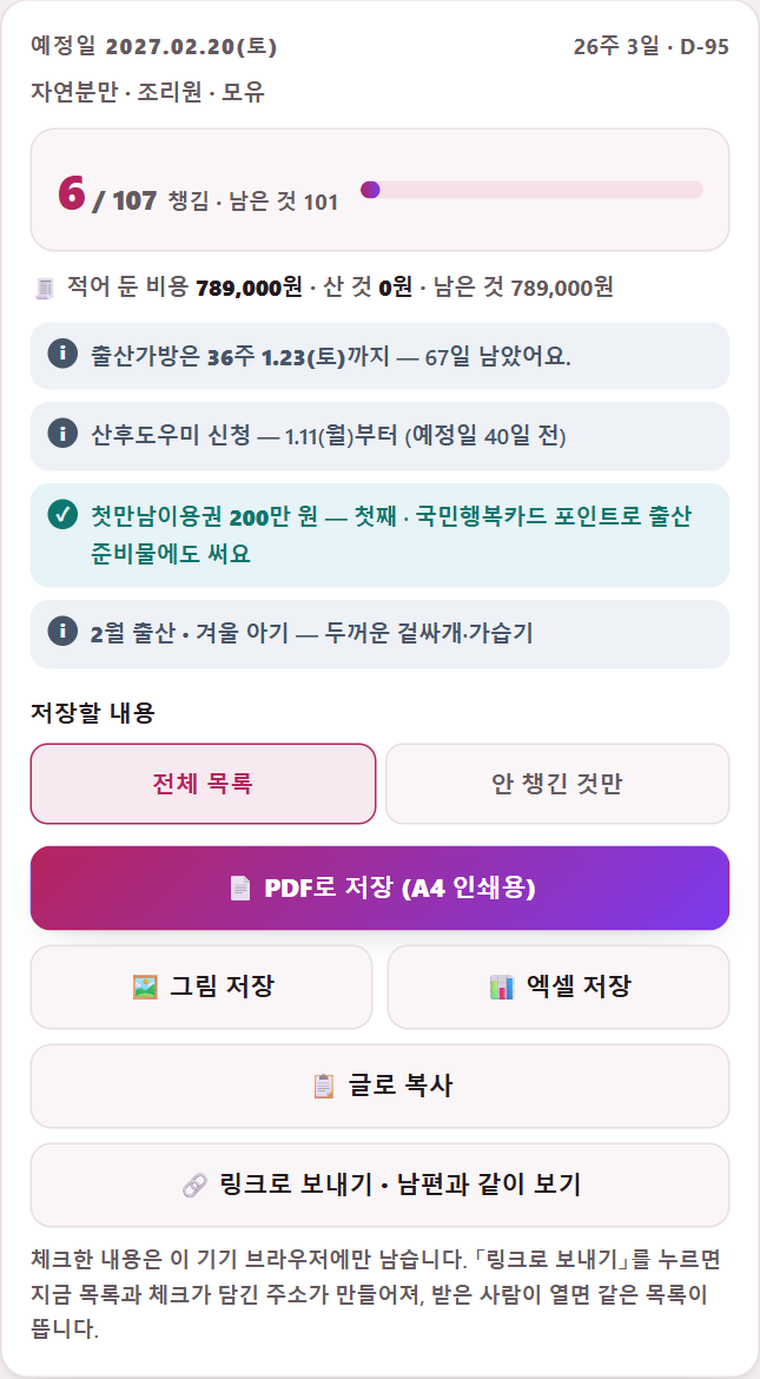 예정일 2027.02.20(토)
26주 3일 · D-95
자연분만 · 조리원 · 모유
6 / 107 챙김 · 남은 것 101
적어 둔 비용 789,000원 · 산 것 0원 · 남은 것 789,000원
출산가방은 36주 1.23(토)까지 — 67일 남았어요.
산후도우미 신청 — 1.11(월)부터 (예정일 40일 전)
첫만남이용권 200만 원 — 첫째 · 국민행복카드 포인트로 출산
준비물에도 써요
2월 출산 · 겨울 아기 — 두꺼운 겉싸개·가습기
저장할 내용
전체 목록
안 챙긴 것만
PDF로 저장 (A4 인쇄용)
그림 저장
엑셀 저장
글로 복사
링크로 보내기 · 남편과 같이 보기
체크한 내용은 이 기기 브라우저에만 남습니다. 「링크로 보내기」를 누르면
지금 목록과 체크가 담긴 주소가 만들어져, 받은 사람이 열면 같은 목록이
뜹니다.